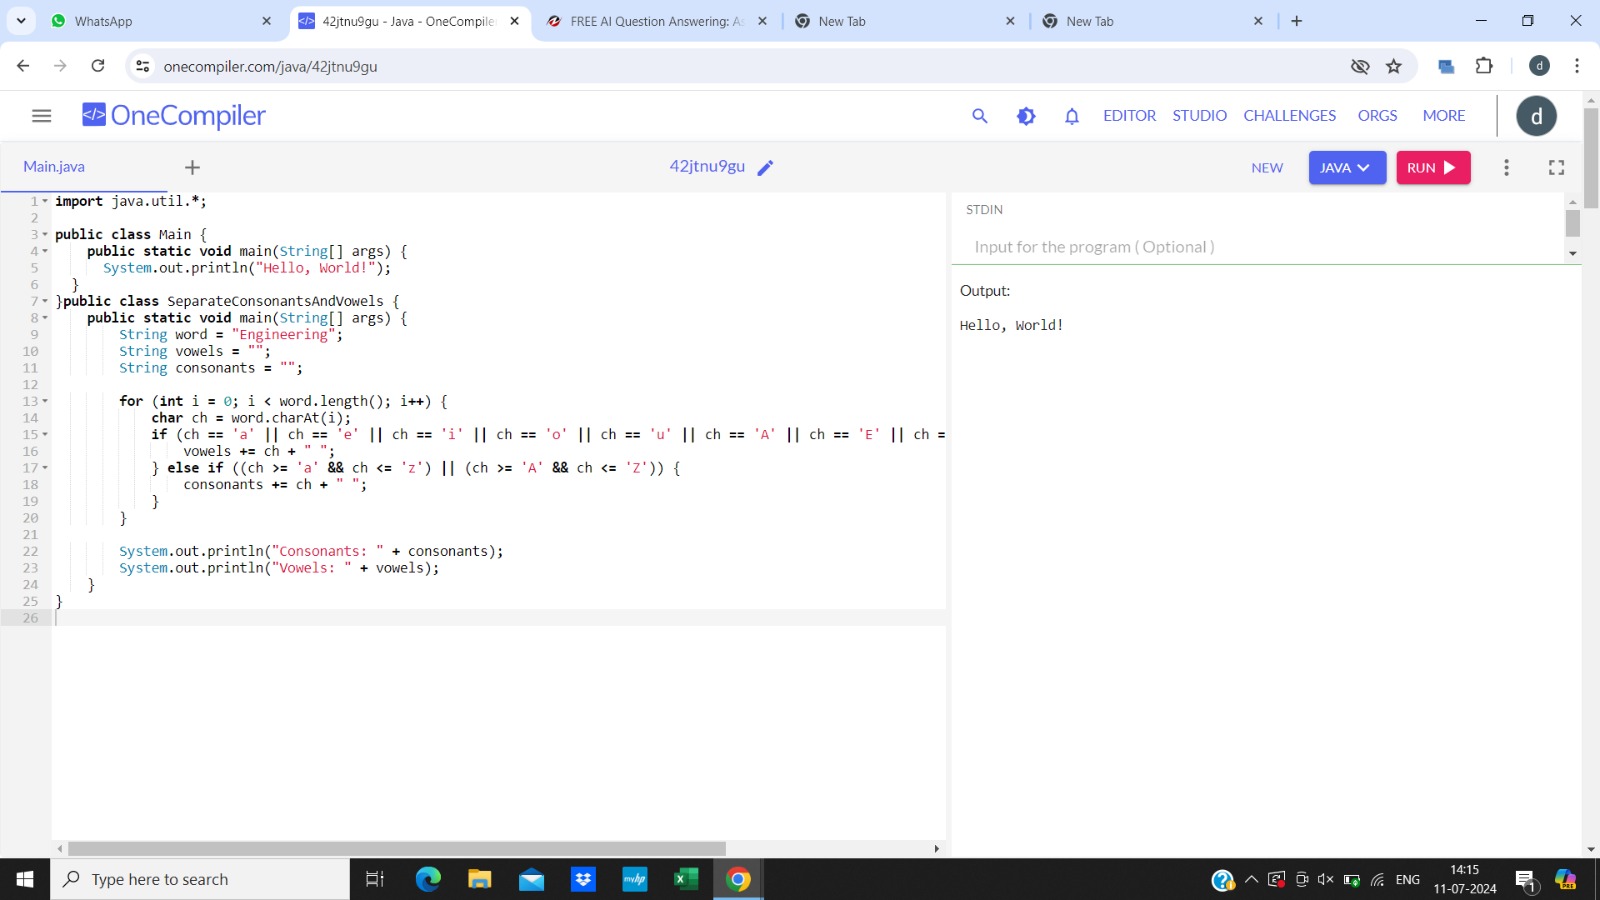 WhatsApp
42jtnu9gu - Java - OneCompiler
FREE AI Question Answering: As
New Tab
New Tab
onecompiler.com/java/42jtnu9gu
d
</> OneCompiler
EDITOR STUDIO CHALLENGES ORGS MORE
d
Main.java
42jtnu9gu
NEW JAVA RUN
1 import java.util.*;
2
3 public class Main {
4 public static void main(String[] args) {
5 System.out.println("Hello, World!");
6 }
7 }public class SeparateConsonantsAndVowels {
8 public static void main(String[] args) {
9 String word = "Engineering";
10 String vowels = "";
11 String consonants = "";
12
13 for (int i = 0; i < word.length(); i++) {
14 char ch = word.charAt(i);
15 if (ch == 'a' || ch == 'e' || ch == 'i' || ch == 'o' || ch == 'u' || ch == 'A' || ch == 'E' || ch =
16 vowels += ch + " ";
17 } else if ((ch >= 'a' && ch <= 'z') || (ch >= 'A' && ch <= 'Z')) {
18 consonants += ch + " ";
19 }
20 }
21
22 System.out.println("Consonants: " + consonants);
23 System.out.println("Vowels: " + vowels);
24 }
25 }
26
STDIN
Input for the program ( Optional )
Output:
Hello, World!
Type here to search
myhp
ENG
14:15
11-07-2024
1
PRE